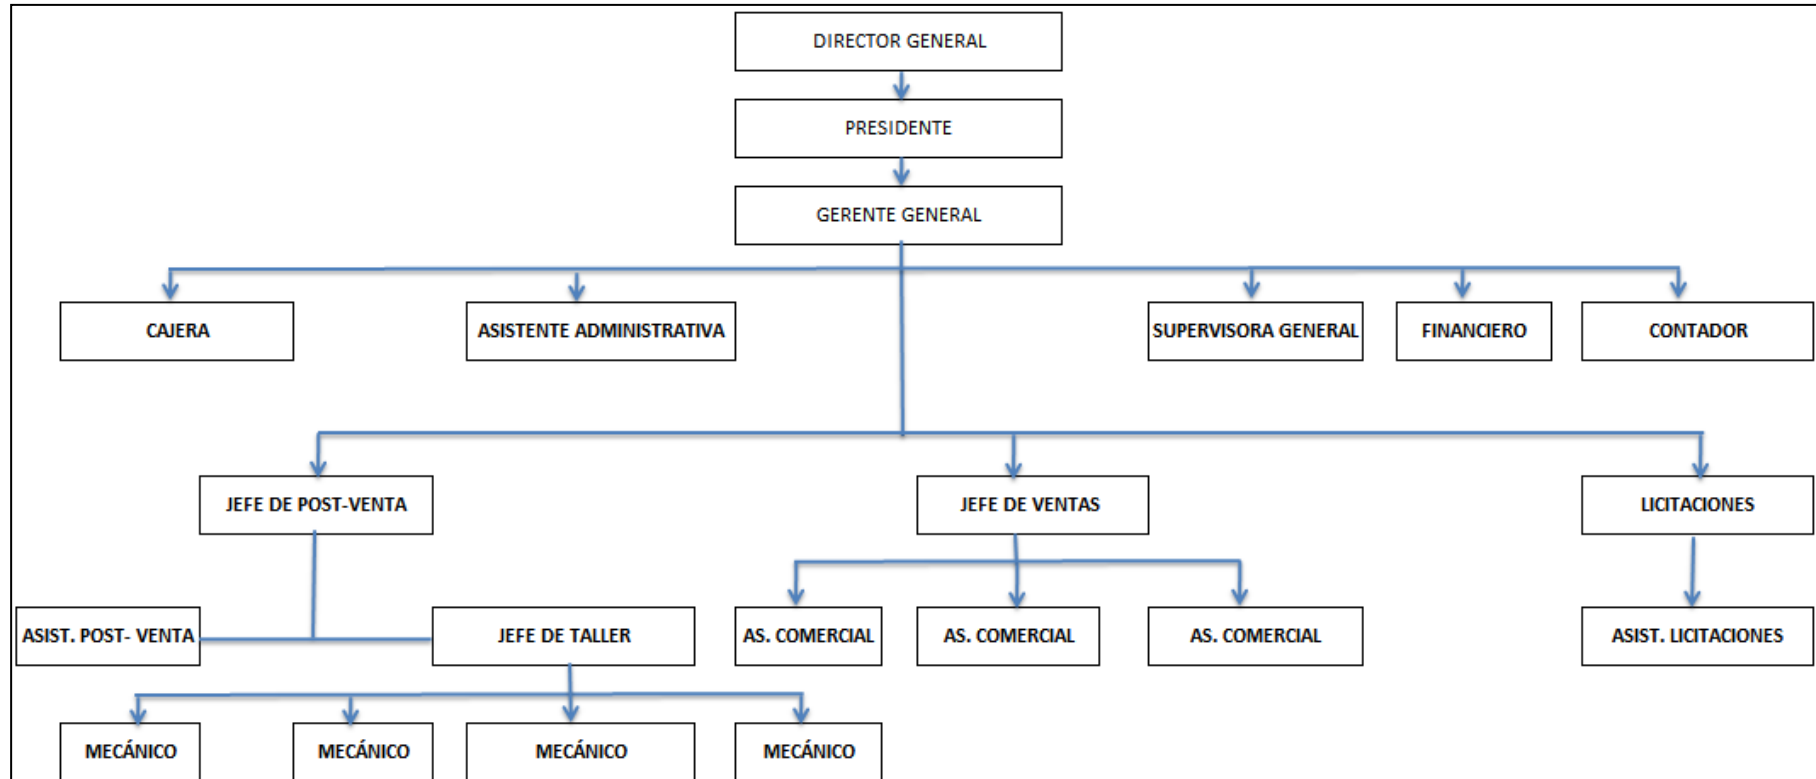 DIRECTOR GENERAL
PRESIDENTE
GERENTE GENERAL
CAJERA
ASISTENTE ADMINISTRATIVA
SUPERVISORA GENERAL
FINANCIERO
CONTADOR
JEFE DE POST-VENTA
JEFE DE VENTAS
LICITACIONES
ASIST. POST- VENTA
JEFE DE TALLER
AS. COMERCIAL
AS. COMERCIAL
AS. COMERCIAL
ASIST. LICITACIONES
MECÁNICO
MECÁNICO
MECÁNICO
MECÁNICO